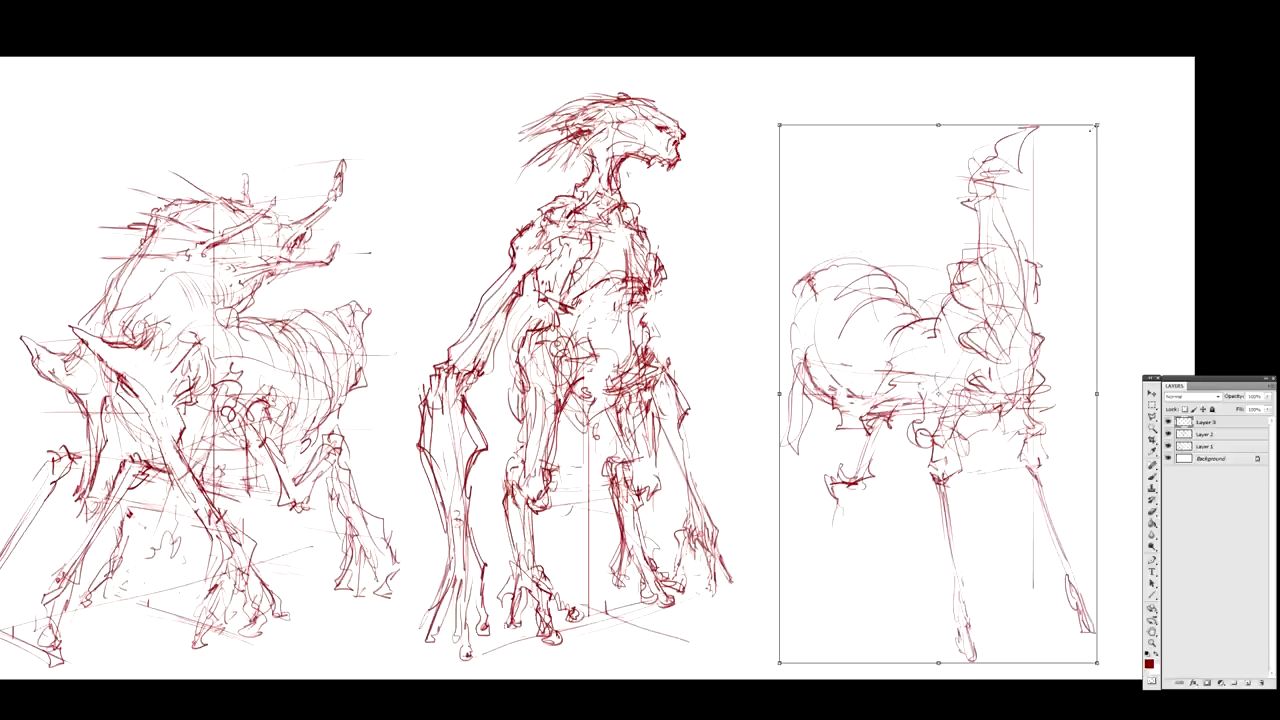 LAYERS
Normal Opacity: 100%
Lock: Fill: 100%
Layer 3
Layer 2
Layer 1
Background